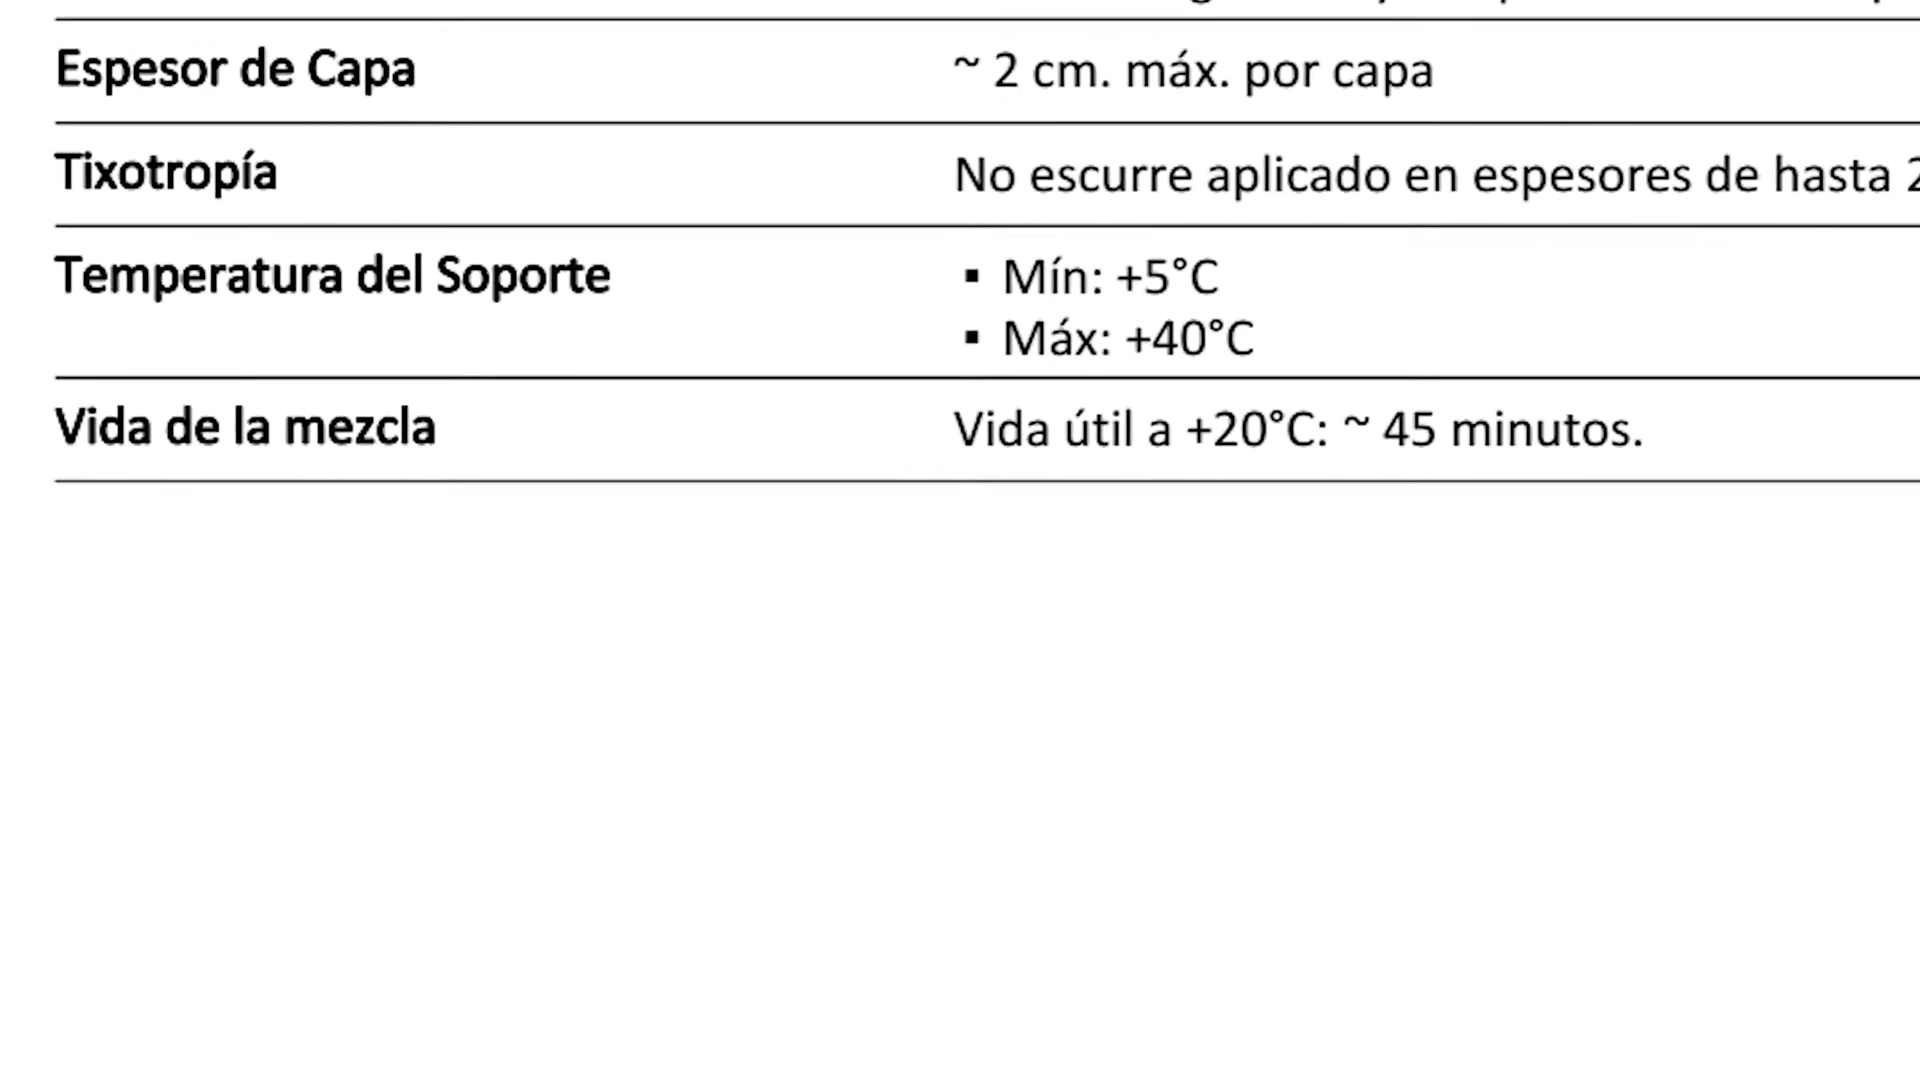 Espesor de Capa ~ 2 cm. máx. por capa
Tixotropía No escurre aplicado en espesores de hasta
Temperatura del Soporte ▪ Mín: +5°C
▪ Máx: +40°C
Vida de la mezcla Vida útil a +20°C: ~ 45 minutos.